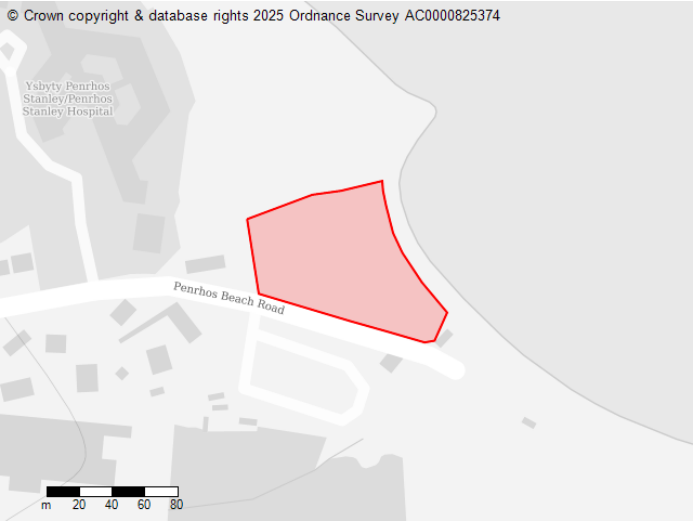 © Crown copyright & database rights 2025 Ordnance Survey AC0000825374
Ysbyty Penrhos
Stanley/Penrhos
Stanley Hospital
Penrhos Beach Road
m 20 40 60 80